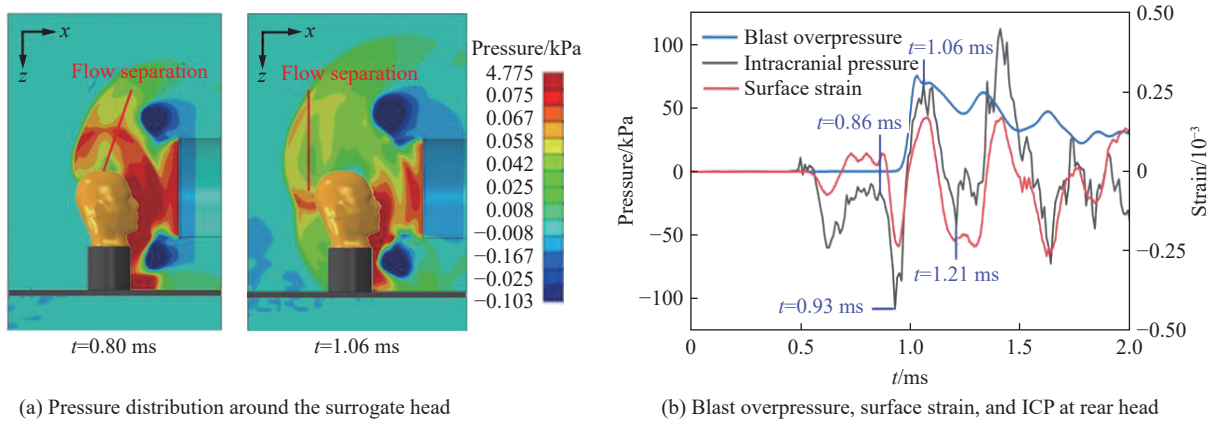 x
z
Flow separation
t=0.80 ms
x
z
Flow separation
t=1.06 ms
Pressure/kPa
4.775
0.075
0.067
0.058
0.042
0.025
0.008
−0.008
−0.167
−0.025
−0.103
(a) Pressure distribution around the surrogate head
Pressure/kPa
100
50
0
−50
−100
Blast overpressure
Intracranial pressure
Surface strain
t=1.06 ms
t=0.86 ms
t=1.21 ms
t=0.93 ms
0.50
0.25
0
−0.25
−0.50
Strain/10⁻³
0
0.5
1.0
1.5
2.0
t/ms
(b) Blast overpressure, surface strain, and ICP at rear head